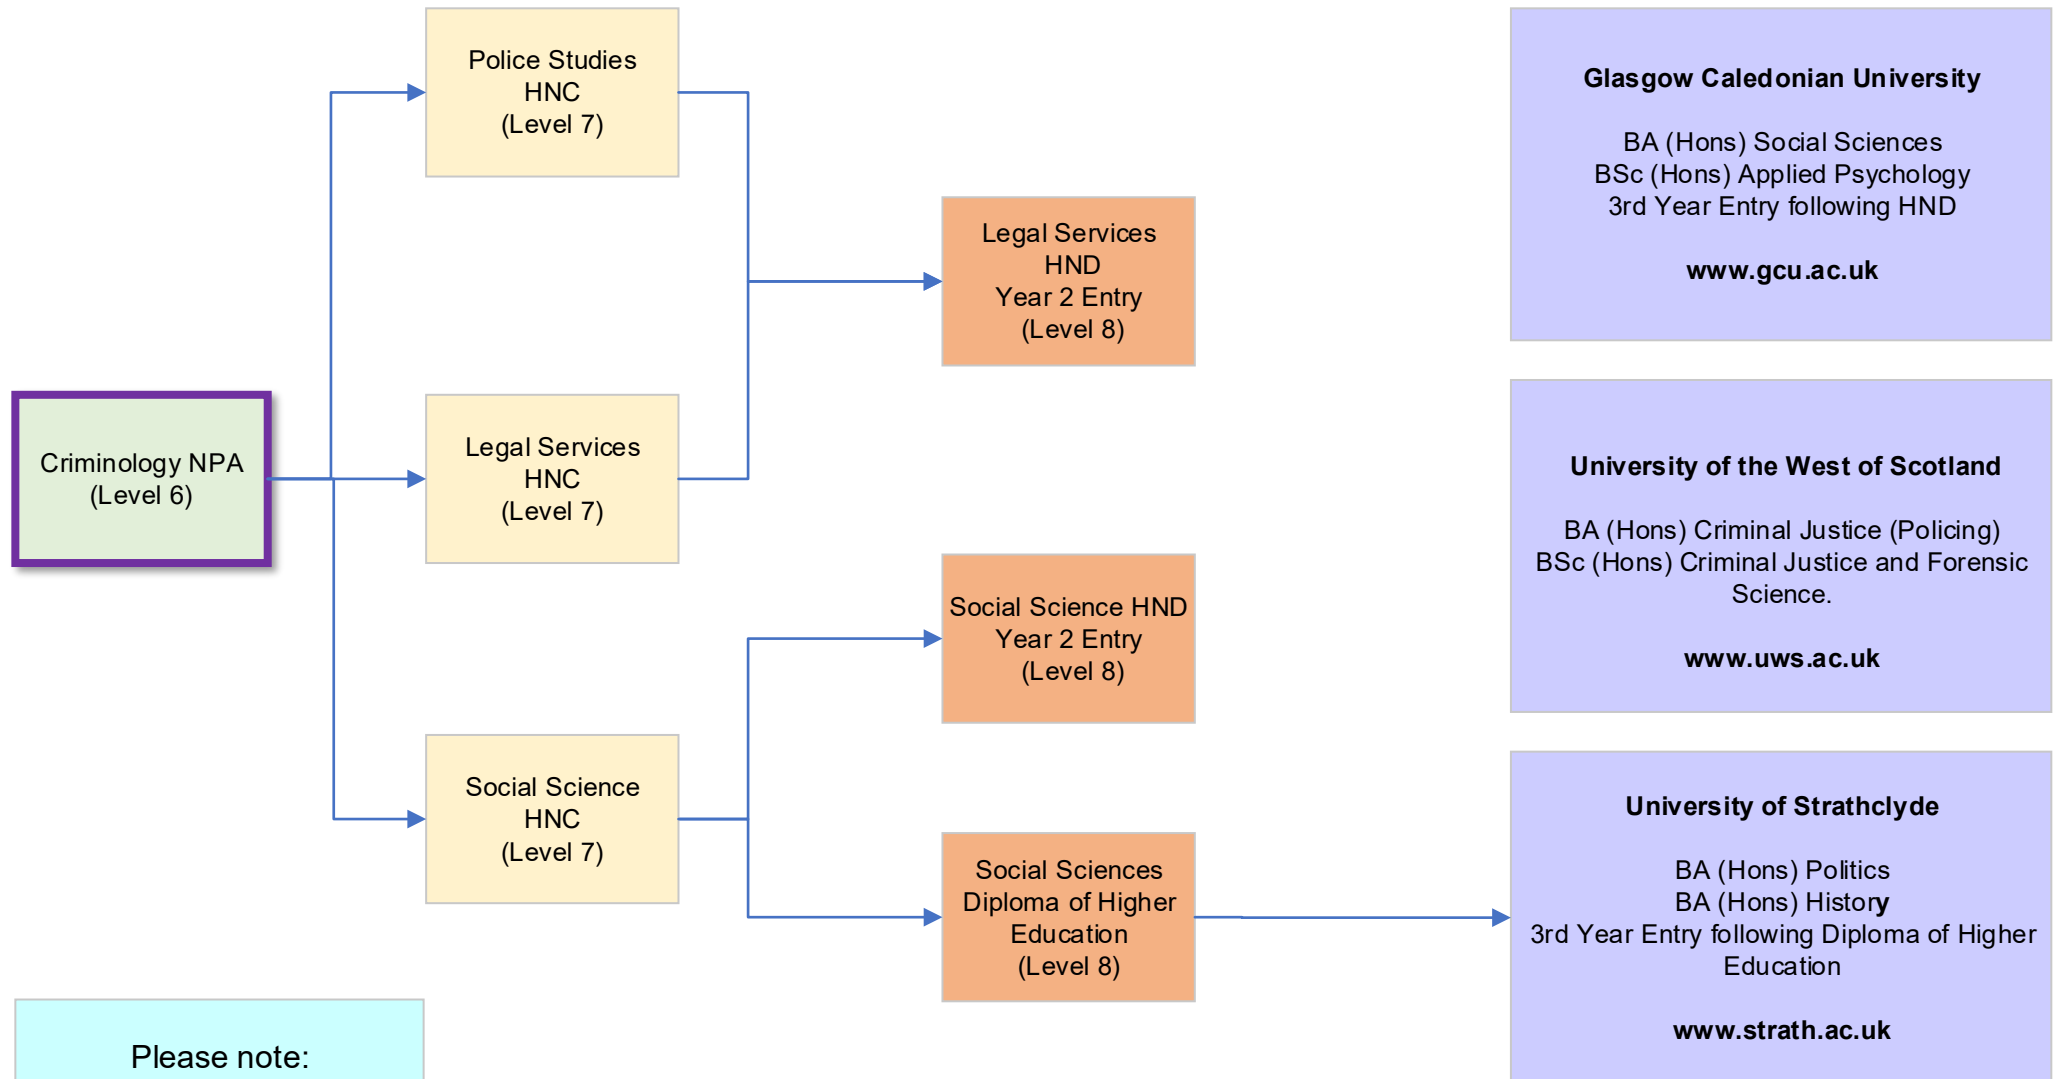 Criminology NPA
(Level 6)
Police Studies
HNC
(Level 7)
Legal Services
HNC
(Level 7)
Social Science
HNC
(Level 7)
Legal Services
HND
Year 2 Entry
(Level 8)
Social Science HND
Year 2 Entry
(Level 8)
Social Sciences
Diploma of Higher
Education
(Level 8)
Glasgow Caledonian University
BA (Hons) Social Sciences
BSc (Hons) Applied Psychology
3rd Year Entry following HND
www.gcu.ac.uk
University of the West of Scotland
BA (Hons) Criminal Justice (Policing)
BSc (Hons) Criminal Justice and Forensic
Science.
www.uws.ac.uk
University of Strathclyde
BA (Hons) Politics
BA (Hons) History
3rd Year Entry following Diploma of Higher
Education
www.strath.ac.uk
Please note: